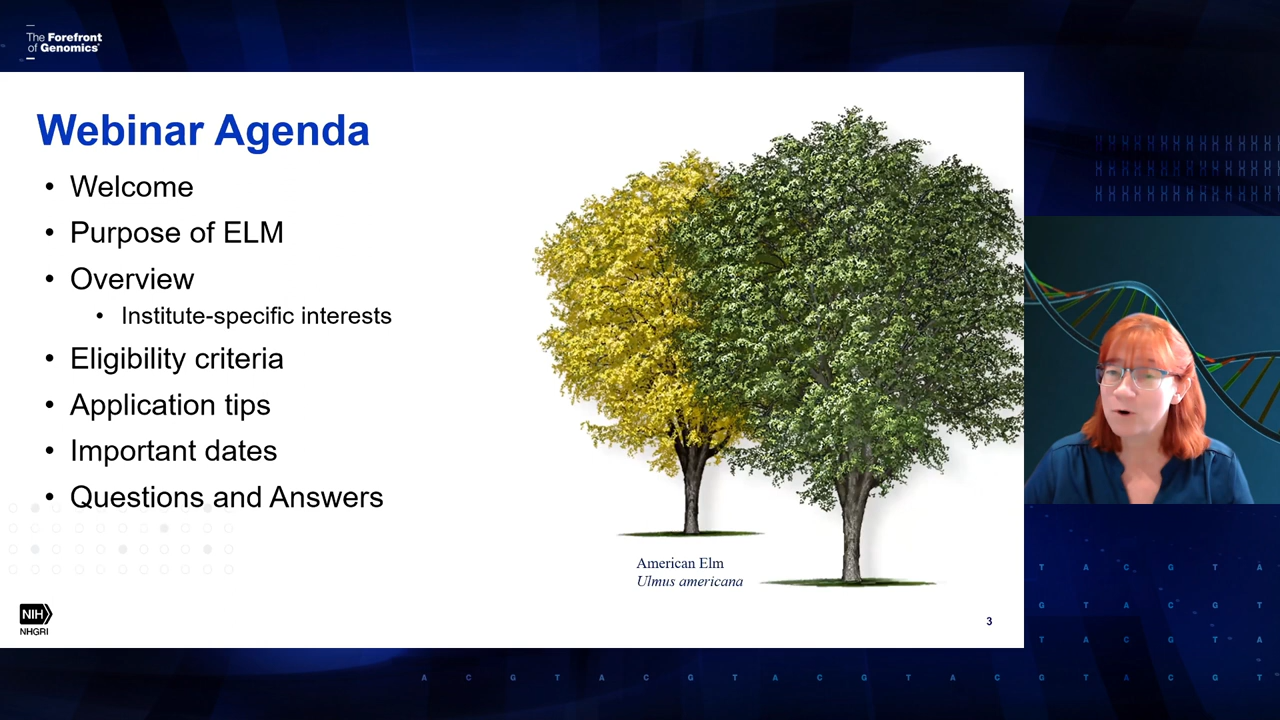 The Forefront
of Genomics®
Webinar Agenda
• Welcome
• Purpose of ELM
• Overview
• Institute-specific interests
• Eligibility criteria
• Application tips
• Important dates
• Questions and Answers
American Elm
Ulmus americana
NIH
NHGRI
3
T A C G T A
G T A C G T
T A C G T A
A C G T A C G T A C G T A C G T A C G T